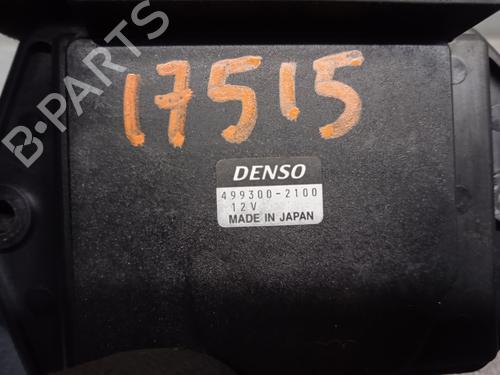 17515
B-PARTS
DENSO
499300-2100
12V
MADE IN JAPAN